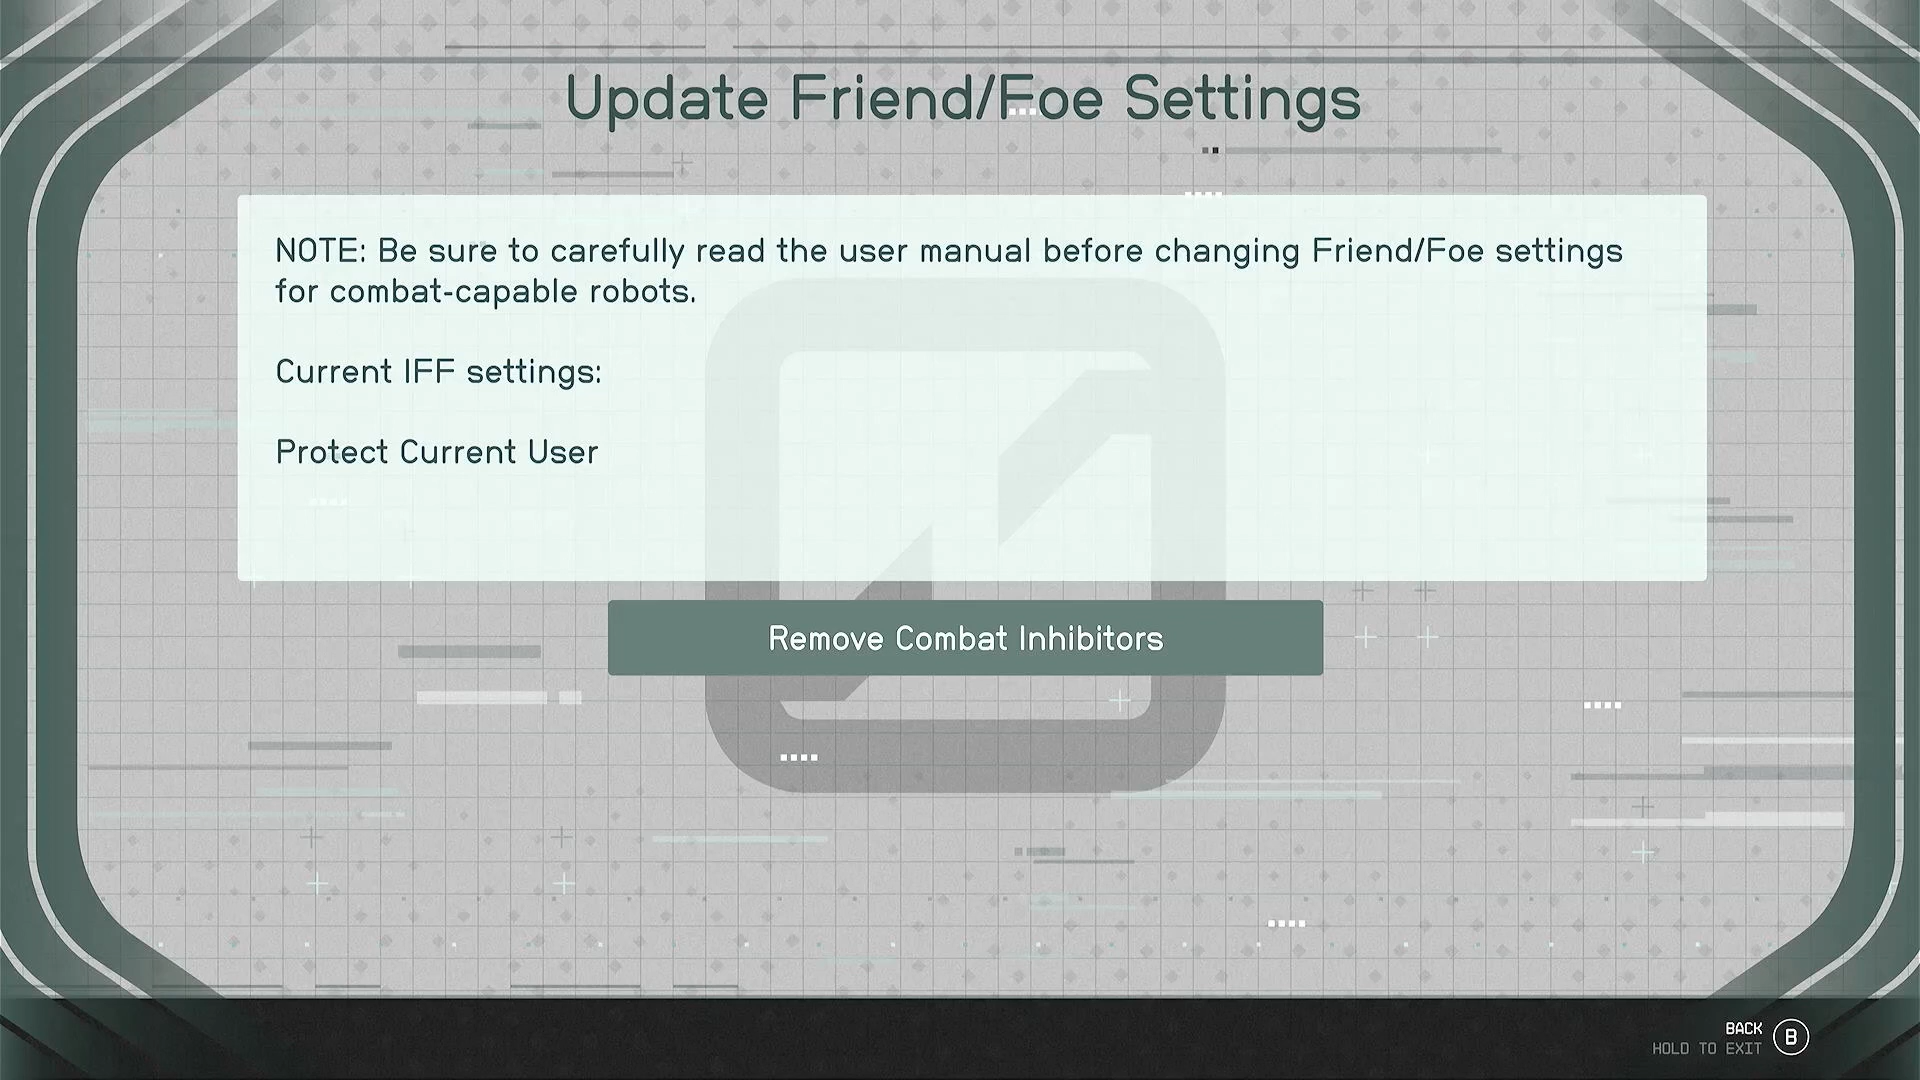 Update Friend/Foe Settings
NOTE: Be sure to carefully read the user manual before changing Friend/Foe settings
for combat-capable robots.
Current IFF settings:
Protect Current User
Remove Combat Inhibitors
BACK
HOLD TO EXIT
B